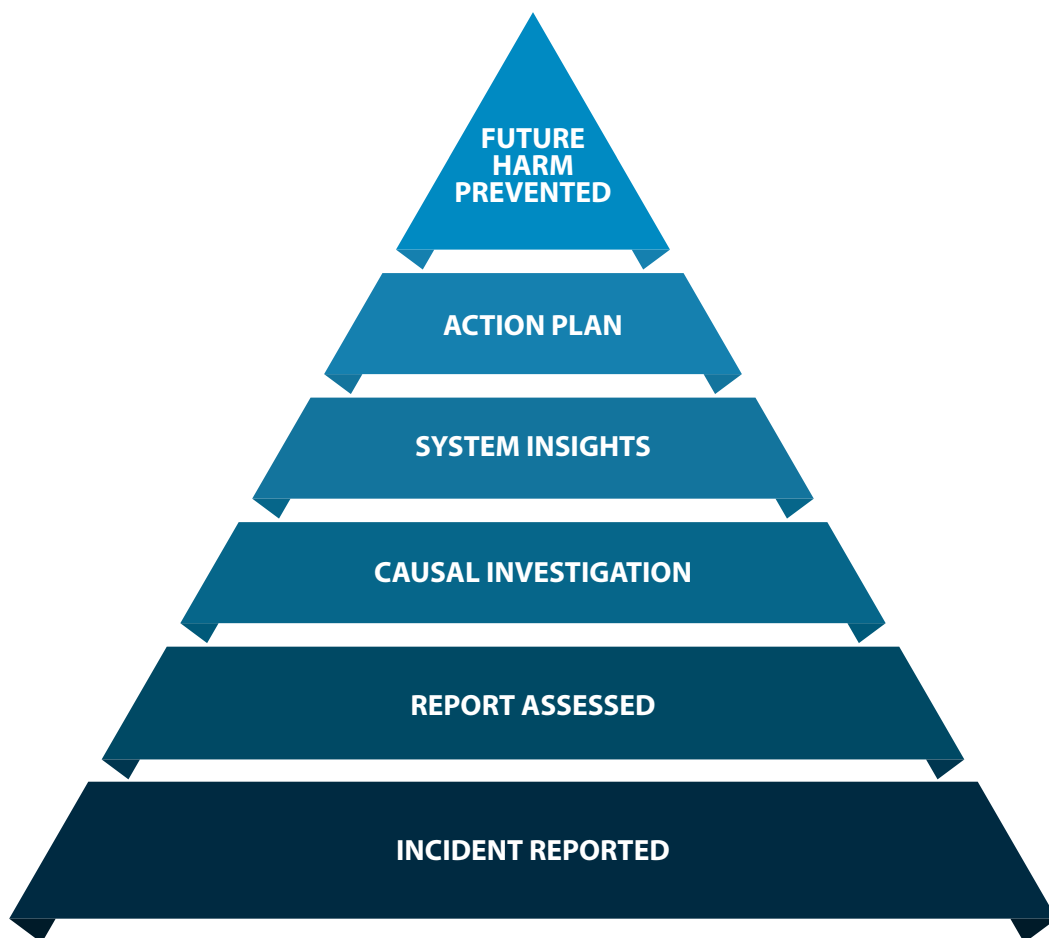 FUTURE
HARM
PREVENTED
ACTION PLAN
SYSTEM INSIGHTS
CAUSAL INVESTIGATION
REPORT ASSESSED
INCIDENT REPORTED